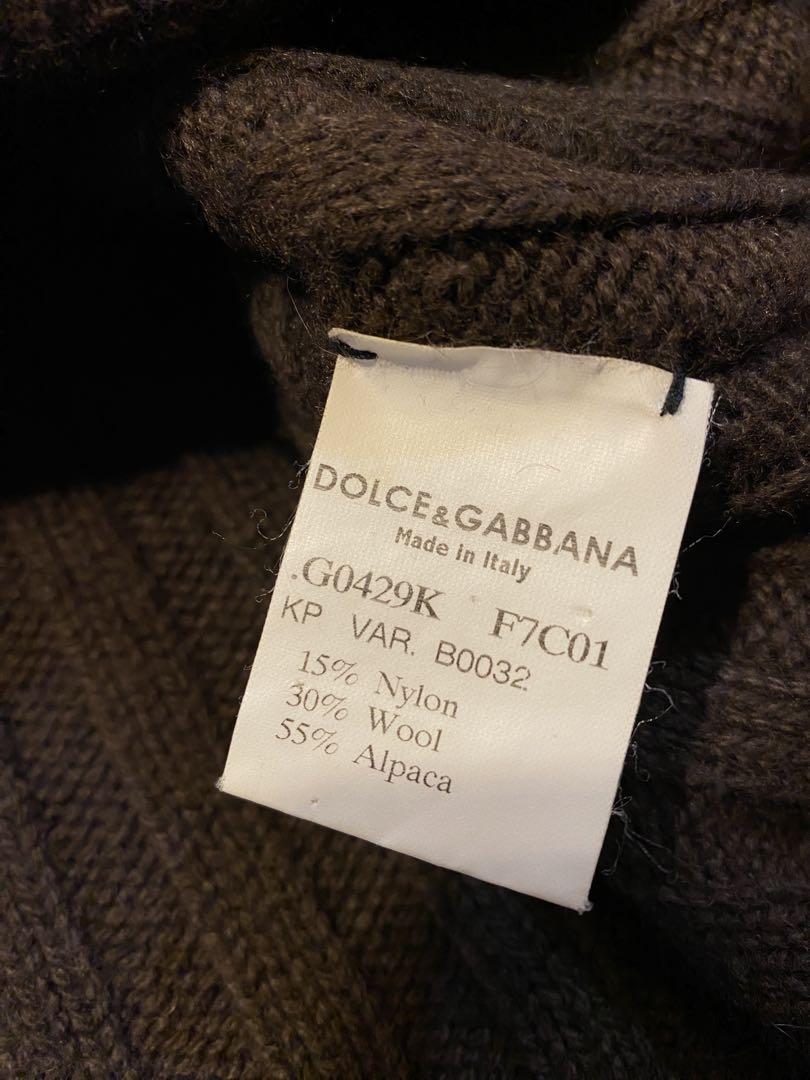 DOLCE&GABBANA
Made in Italy
.G0429K F7C01
KP VAR. B0032
15% Nylon
30% Wool
55% Alpaca